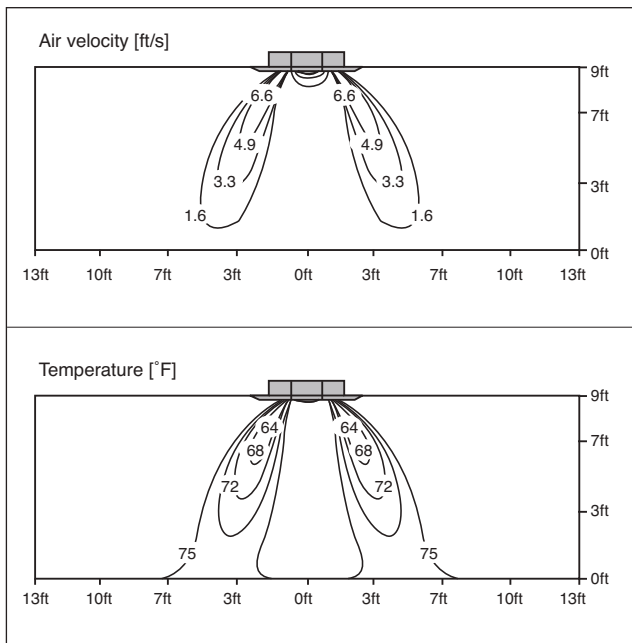 Air velocity [ft/s]
9ft
6.6 6.6
7ft
4.9 4.9
3.3 3.3
3ft
1.6 1.6
0ft
13ft 10ft 7ft 3ft 0ft 3ft 7ft 10ft 13ft
Temperature [˚F]
9ft
64 64
7ft
68 68
72 72
3ft
75 75
0ft
13ft 10ft 7ft 3ft 0ft 3ft 7ft 10ft 13ft